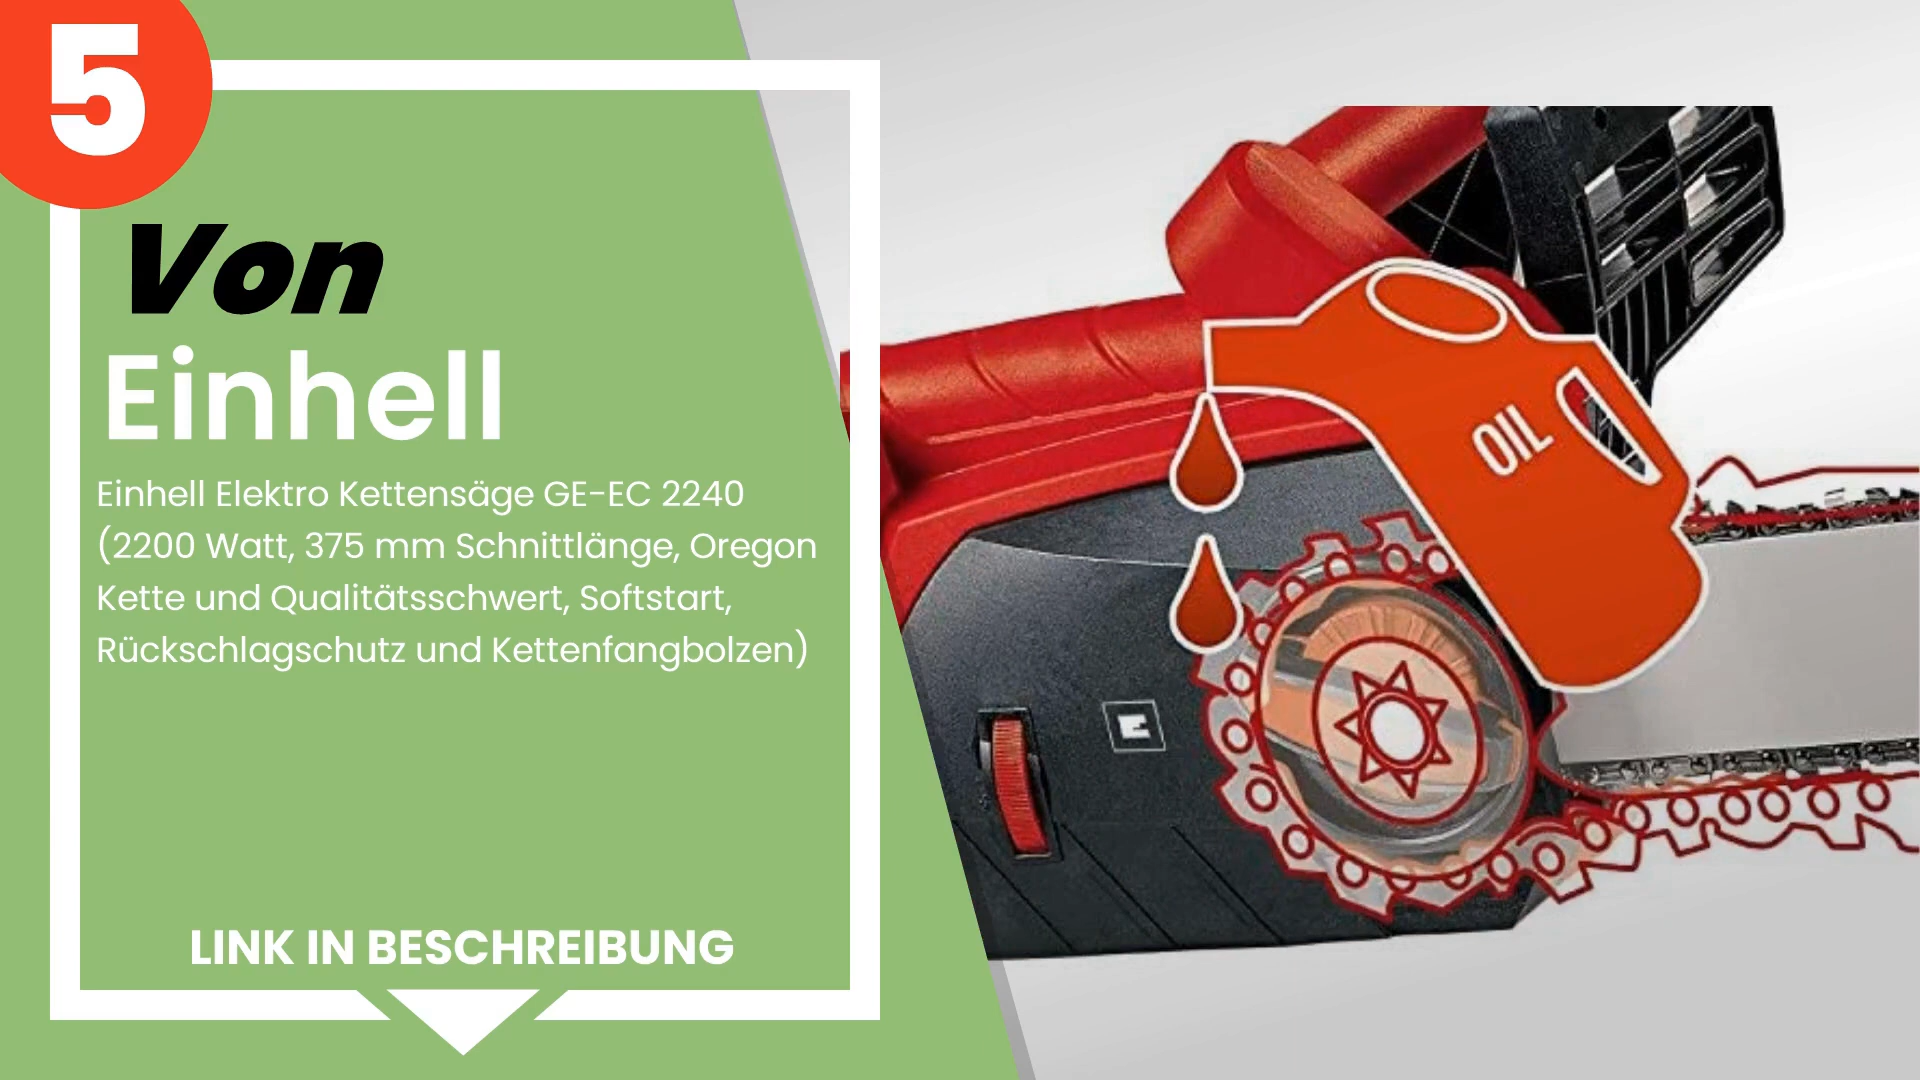 5
Von
Einhell
Einhell Elektro Kettensäge GE-EC 2240
(2200 Watt, 375 mm Schnittlänge, Oregon
Kette und Qualitätsschwert, Softstart,
Rückschlagschutz und Kettenfangbolzen)
LINK IN BESCHREIBUNG
OIL